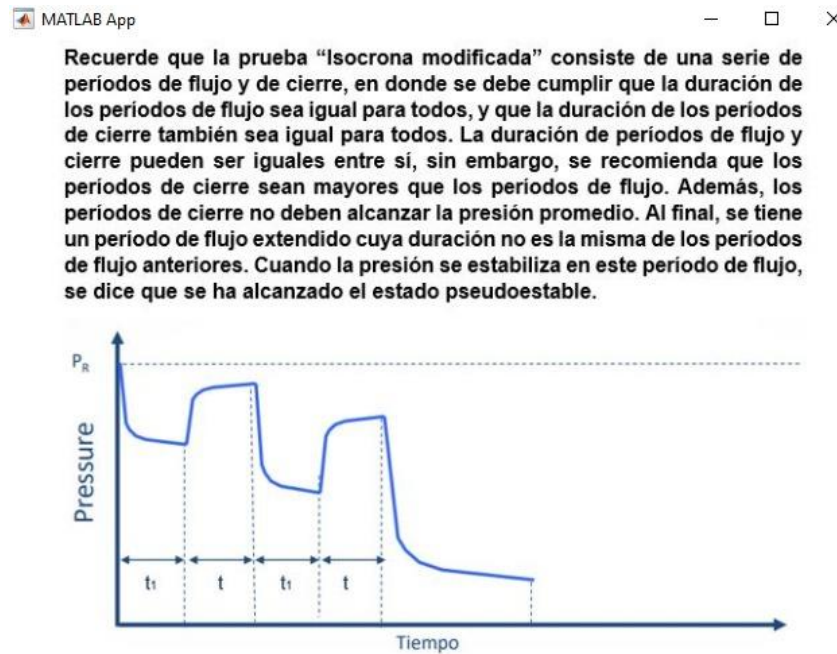 MATLAB App
Recuerde que la prueba “Isocrona modificada” consiste de una serie de
períodos de flujo y de cierre, en donde se debe cumplir que la duración de
los períodos de flujo sea igual para todos, y que la duración de los períodos
de cierre también sea igual para todos. La duración de períodos de flujo y
cierre pueden ser iguales entre sí, sin embargo, se recomienda que los
períodos de cierre sean mayores que los períodos de flujo. Además, los
períodos de cierre no deben alcanzar la presión promedio. Al final, se tiene
un período de flujo extendido cuya duración no es la misma de los períodos
de flujo anteriores. Cuando la presión se estabiliza en este período de flujo,
se dice que se ha alcanzado el estado pseudoestable.
PR
Pressure
t1 t t1 t
Tiempo